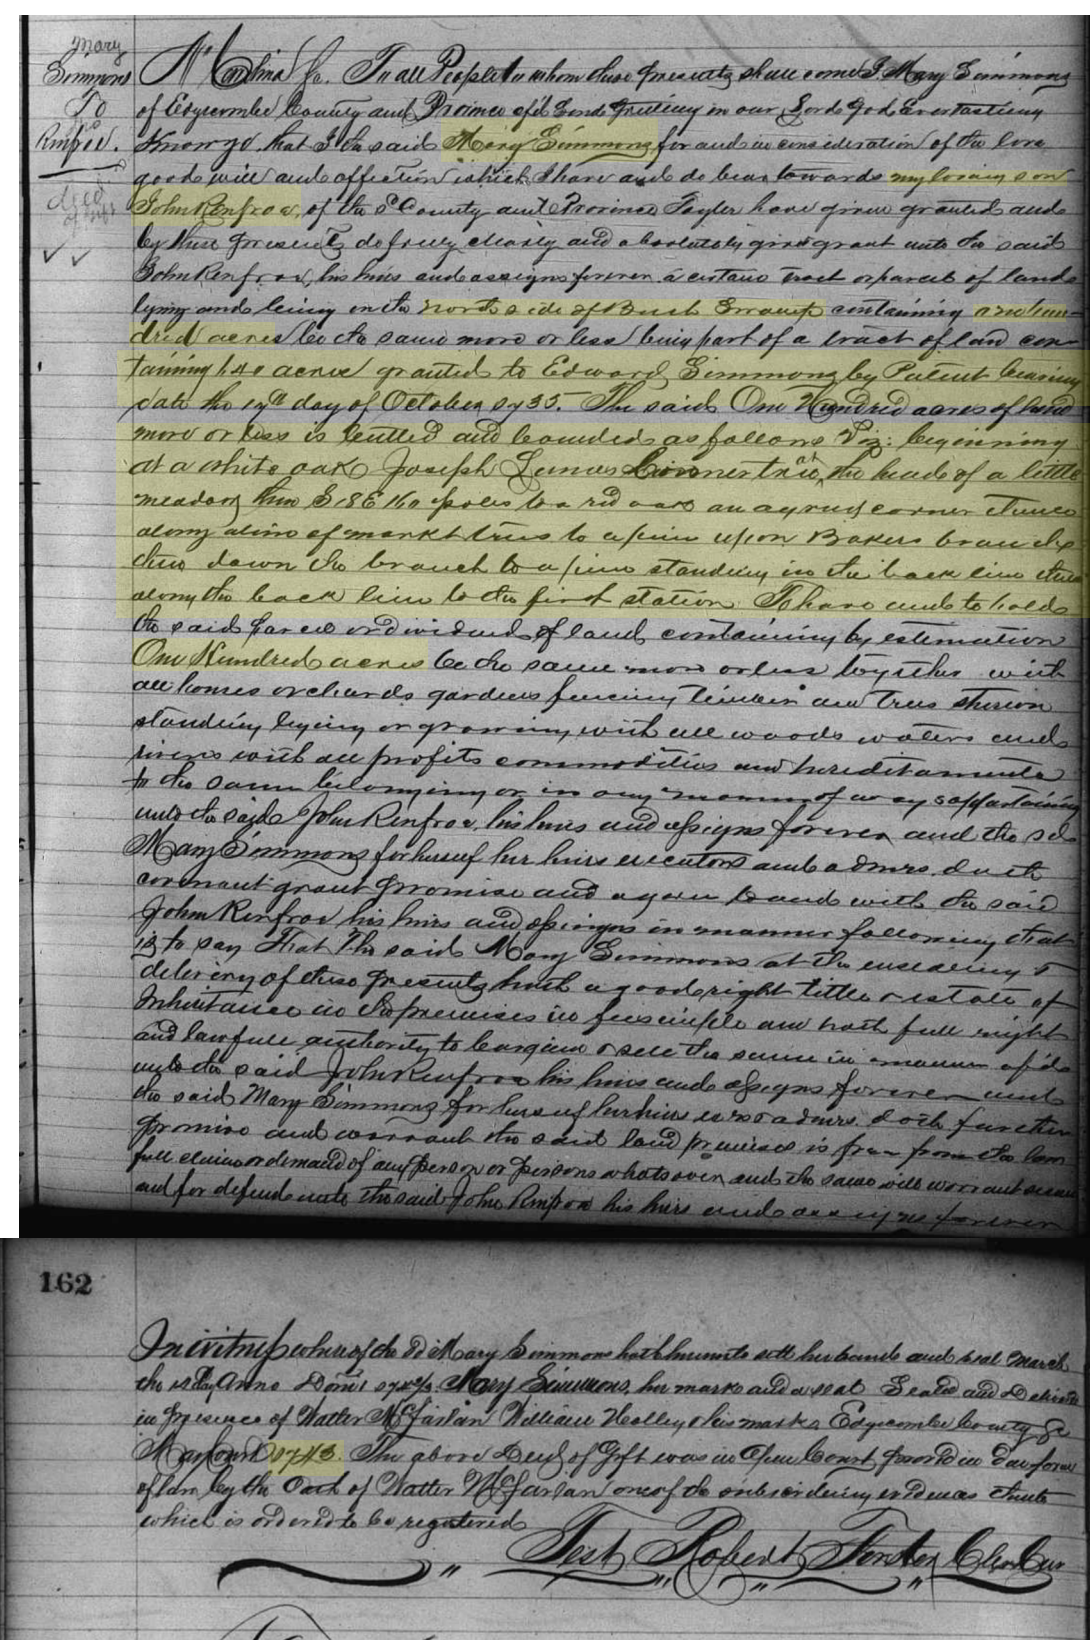 Mary
Simmons
To
Renfroe.
deed
of gift
N° Carolina Sc. To all People to whom these presents shall come I Mary Simmons
of Edgecombe County and Province afsd Send Greeting in our Lord God Everlasting
Know ye that I the said Mary Simmons for and in consideration of the love
good will and affection which I have and do bear towards my loving son
John Renfroe, of the sd County and Province Taylor have given granted and
by these presents do freely clearly and absolutely give grant unto the said
John Renfroe, his heirs and assigns forever a certain tract or parcel of land
lying and being on the north side of Swamp containing one hun-
dred acres be the same more or less being part of a tract of land con-
taining 640 acres granted to Edward Simmons by Patent bearing
date the 19th day of October 1735. The said One Hundred acres of land
more or less is butted and bounded as follows Viz: beginning
at a white oak Joseph Lanes Corner tree at the head of a little
meadow then S 18 E 160 poles to a red oak an agreed corner thence
along a line of markt trees to a pine upon Bakers branch
then down the branch to a pine standing in the back line then
along the back line to the first station To have and to hold
the said parcel or dividend of land containing by estimation
One Hundred acres be the same more or less together with
all houses orchards gardens fencing timber and trees thereon
standing lying or growing with all woods waters and
rivers with all profits commodities and hereditaments
to the same belonging or in any manner of way appertaining
unto the said John Renfroe, his heirs and assigns forever and the sd
Mary Simmons for herself her heirs executors and admrs. doth
covenant grant promise and agree to and with the said
John Renfroe his heirs and assigns in manner following that
is to say That The said Mary Simmons at the ensealing &
delivery of these presents hath a good right title & estate of
Inheritance in the premises in fee simple and hath full right
and lawfull authority to bargain & sell the same in manner afsd
unto the said John Renfroe his heirs and assigns forever and
the said Mary Simmons for herself her heirs exrs & admrs. doth further
promise and warrant the said land premises is free from the
full claim or demand of any person or persons whatsoever and the same will warrant secure
and for defend unto the said John Renfroe his heirs and assigns forever
162
In witness whereof the sd Mary Simmons hath hereunto sett her hand and seal March
the day Anno Domi Mary Simmons, her mark and a seal Seald and Deliverd
in presence of Walter McFarlan William Holley his mark Edgecombe County Sc
May Court 1743. The above Deed of Gift was in Open Court provd in due form
of law by the Oath of Walter McFarlan one of the subscribing evidences thereto
which is ordered to be registered
Test Robert Forster Cler Cur